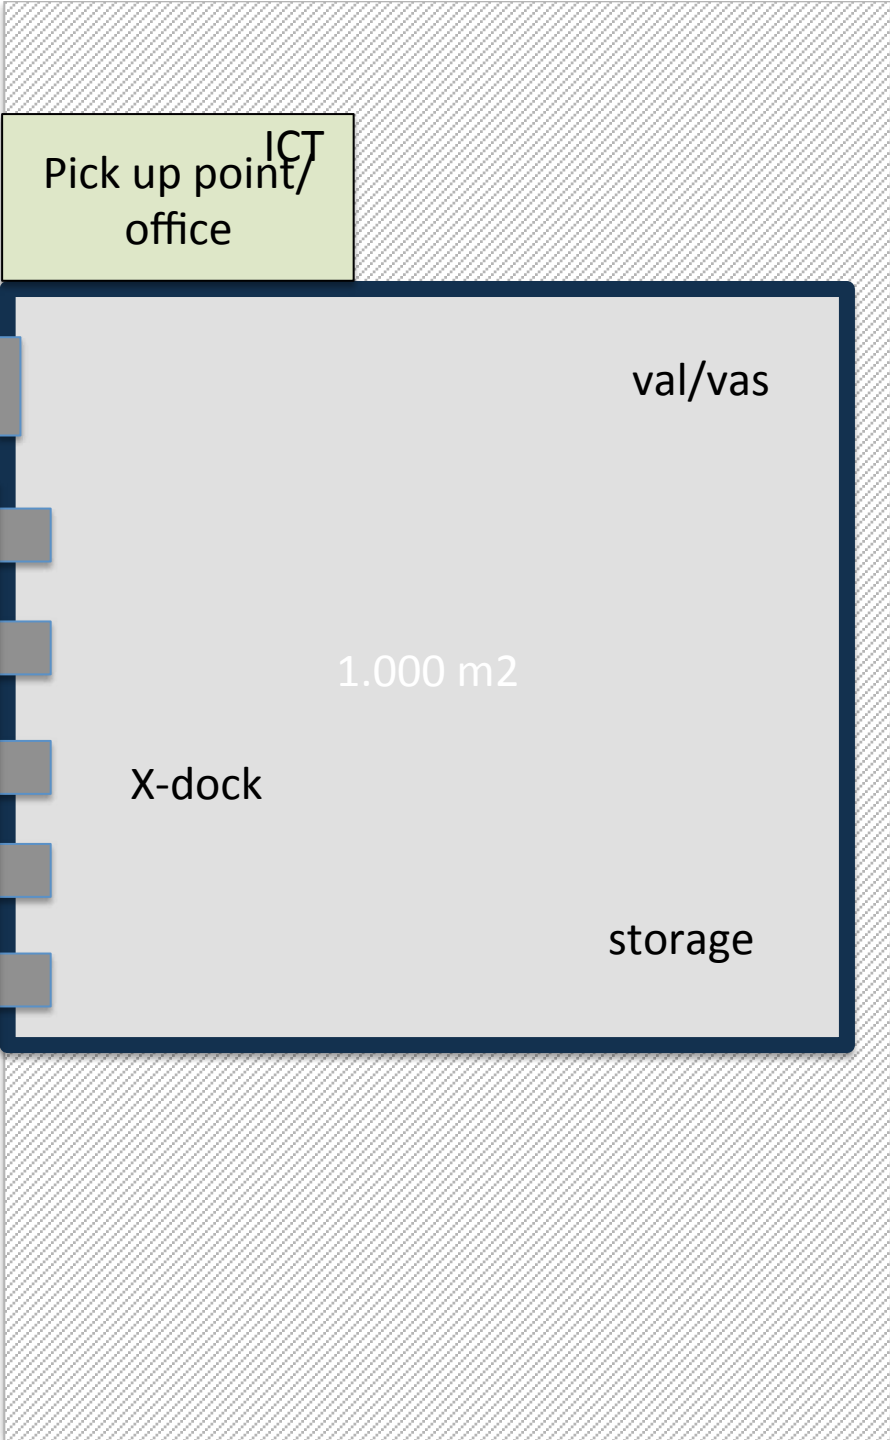 ICT
Pick up point/
office
val/vas
1.000 m2
X-dock
storage